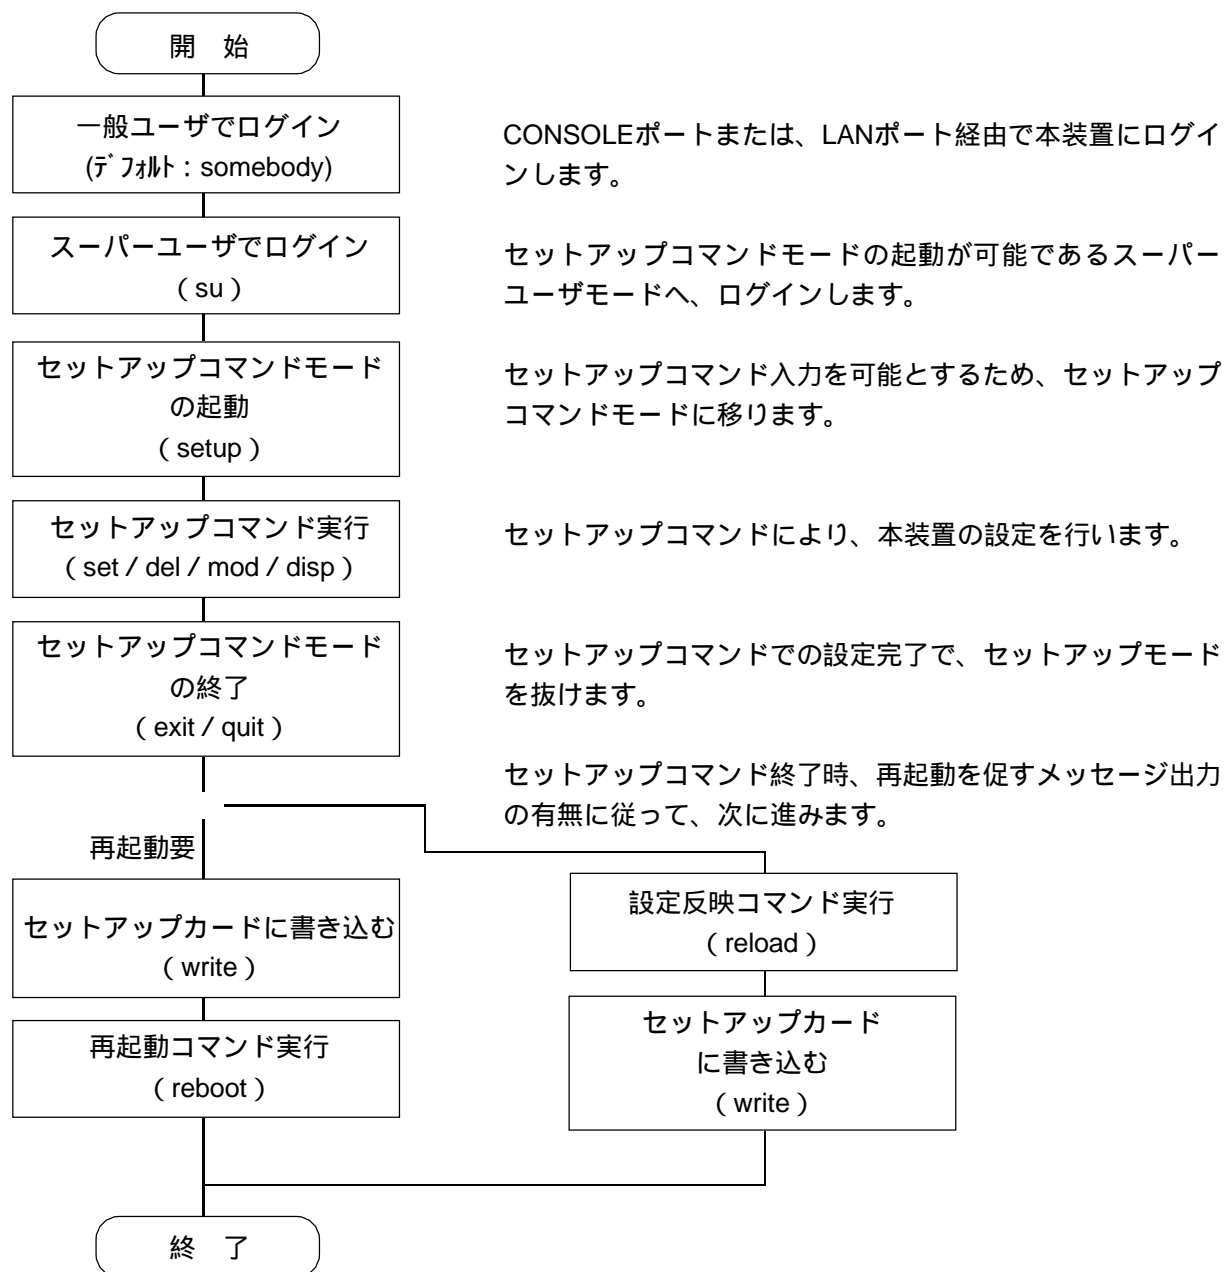 開　始
一般ユーザでログイン
(ﾃﾞﾌｫﾙﾄ：somebody)
CONSOLEポートまたは、LANポート経由で本装置にログイ
ンします。
スーパーユーザでログイン
（su）
セットアップコマンドモードの起動が可能であるスーパー
ユーザモードへ、ログインします。
セットアップコマンドモード
の起動
（setup）
セットアップコマンド入力を可能とするため、セットアップ
コマンドモードに移ります。
セットアップコマンド実行
（set／del／mod／disp）
セットアップコマンドにより、本装置の設定を行います。
セットアップコマンドモード
の終了
（exit／quit）
セットアップコマンドでの設定完了で、セットアップモード
を抜けます。
セットアップコマンド終了時、再起動を促すメッセージ出力
の有無に従って、次に進みます。
再起動要
セットアップカードに書き込む
（write）
再起動コマンド実行
（reboot）
設定反映コマンド実行
（reload）
セットアップカード
に書き込む
（write）
終　了